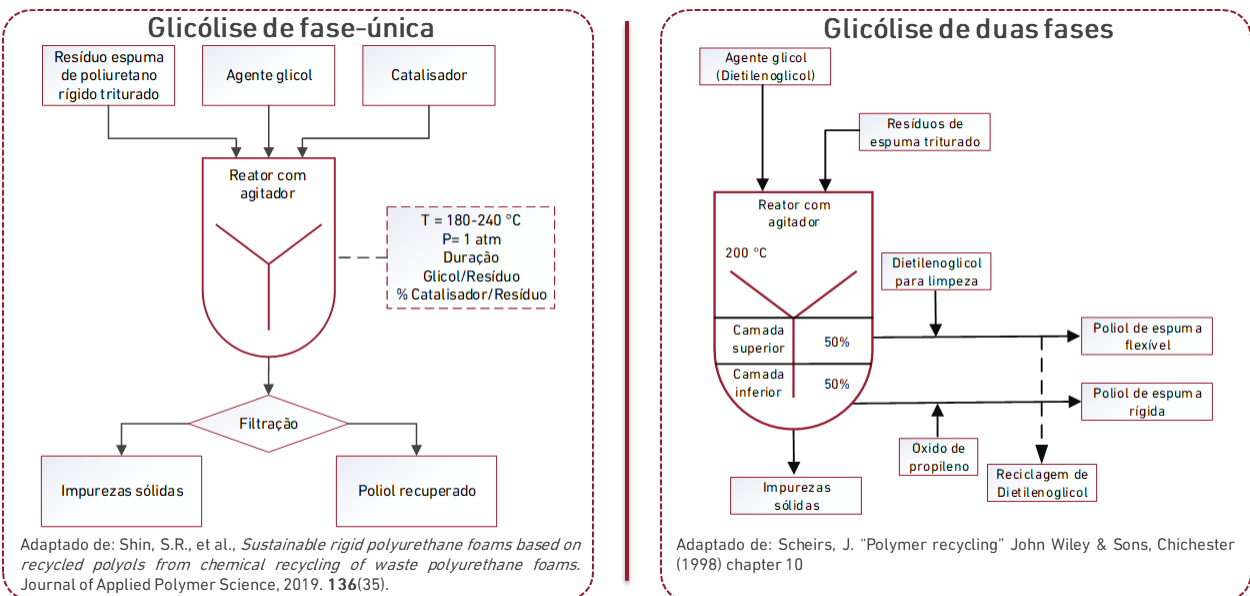 Glicólise de fase-única
Resíduo espuma
de poliuretano
rígido triturado
Agente glicol
Catalisador
Reator com
agitador
T = 180-240 °C
P= 1 atm
Duração
Glicol/Resíduo
% Catalisador/Resíduo
Filtração
Impurezas sólidas
Poliol recuperado
Adaptado de: Shin, S.R., et al., Sustainable rigid polyurethane foams based on
recycled polyols from chemical recycling of waste polyurethane foams.
Journal of Applied Polymer Science, 2019. 136(35).
Glicólise de duas fases
Agente glicol
(Dietilenoglicol)
Resíduos de
espuma triturado
Reator com
agitador
200 °C
Dietilenoglicol
para limpeza
Camada
superior
50%
Poliol de espuma
flexível
Camada
inferior
50%
Poliol de espuma
rígida
Oxido de
propileno
Reciclagem de
Dietilenoglicol
Impurezas
sólidas
Adaptado de: Scheirs, J. “Polymer recycling” John Wiley & Sons, Chichester
(1998) chapter 10